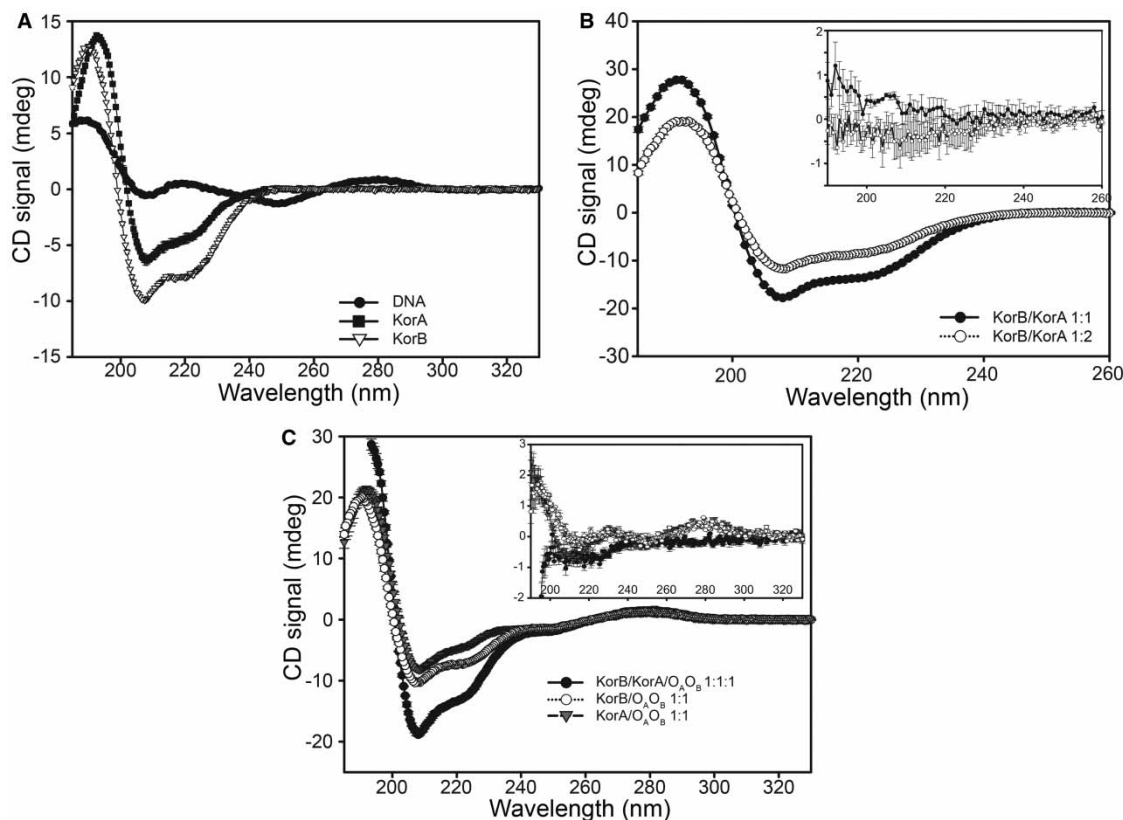 A
CD signal (mdeg)
15
10
5
0
-5
-10
-15
200 220 240 260 280 300 320
Wavelength (nm)
DNA
KorA
KorB
B
CD signal (mdeg)
40
30
20
10
0
-10
-20
-30
200 220 240 260
Wavelength (nm)
2
1
0
-1
200 220 240 260
KorB/KorA 1:1
KorB/KorA 1:2
C
CD signal (mdeg)
30
20
10
0
-10
-20
200 220 240 260 280 300 320
Wavelength (nm)
3
2
1
0
-1
-2
200 220 240 260 280 300 320
KorB/KorA/OAOB 1:1:1
KorB/OAOB 1:1
KorA/OAOB 1:1